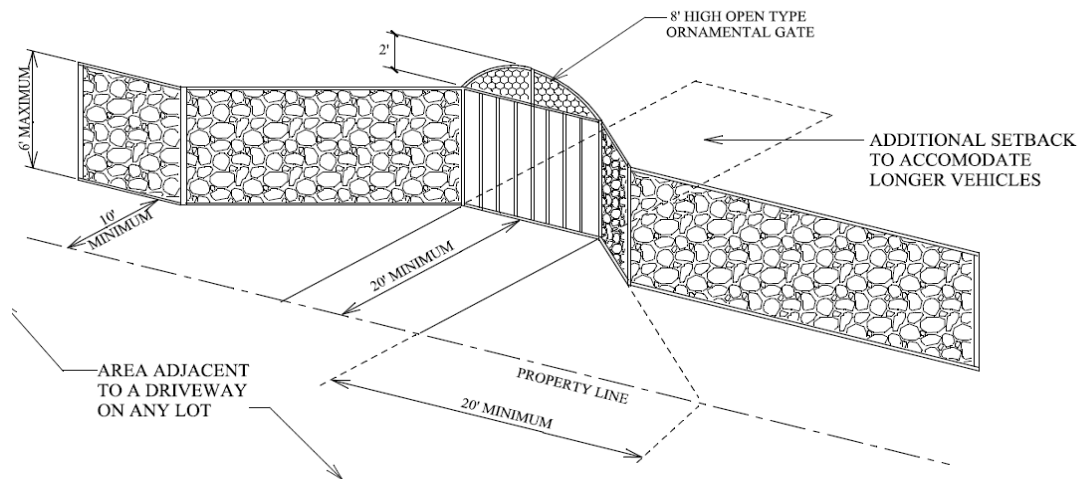 8' HIGH OPEN TYPE
ORNAMENTAL GATE
2'
6' MAXIMUM
ADDITIONAL SETBACK
TO ACCOMODATE
LONGER VEHICLES
10'
MINIMUM
20' MINIMUM
AREA ADJACENT
TO A DRIVEWAY
ON ANY LOT
PROPERTY LINE
20' MINIMUM